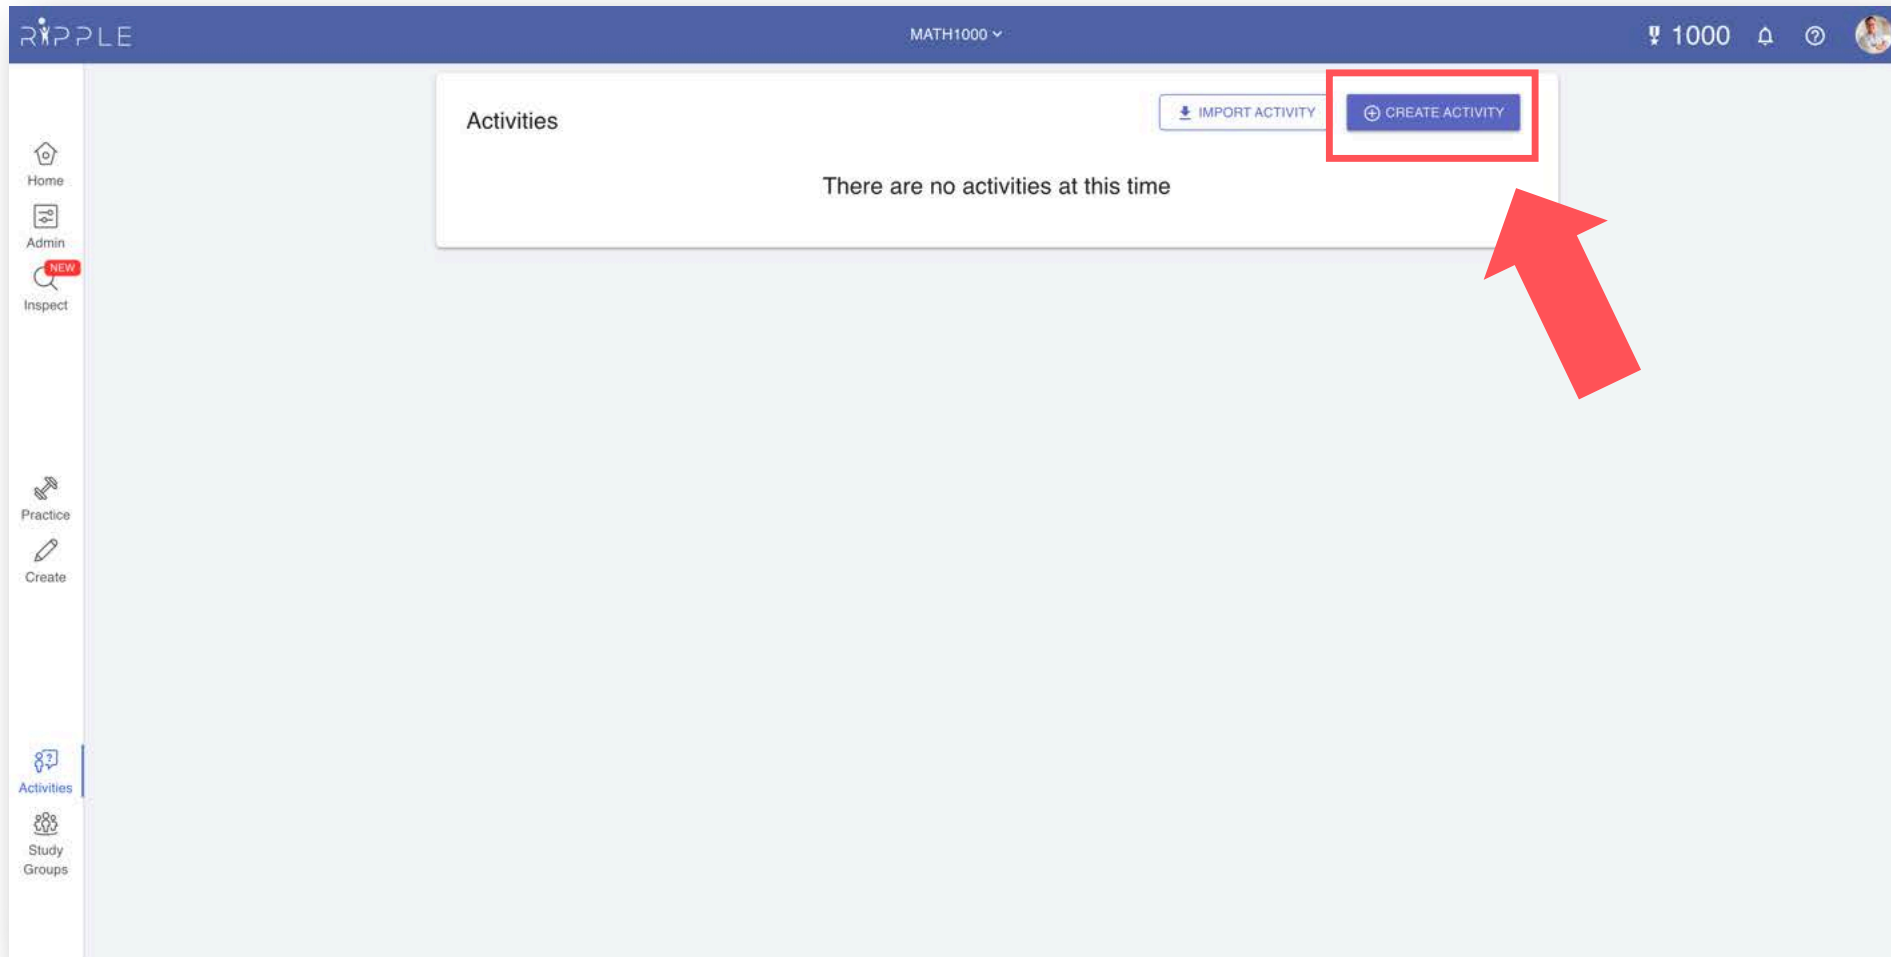 RIPPLE
MATH1000
1000
Home
Admin
NEW
Inspect
Practice
Create
Activities
Study
Groups
Activities
IMPORT ACTIVITY
CREATE ACTIVITY
There are no activities at this time